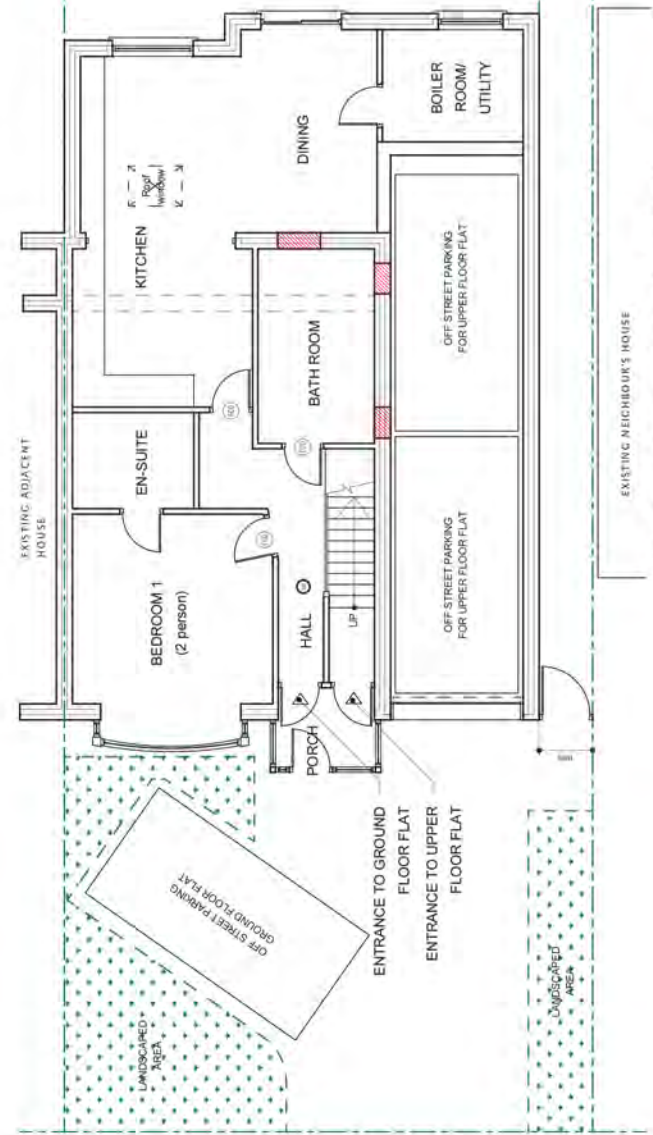 EXISTING ADJACENT
HOUSE
KITCHEN
Roof
window
DINING
BOILER
ROOM/
UTILITY
EN-SUITE
BATH ROOM
OFF STREET PARKING
FOR UPPER FLOOR FLAT
BEDROOM 1
(2 person)
HALL
UP
OFF STREET PARKING
FOR UPPER FLOOR FLAT
EXISTING NEIGHBOUR'S HOUSE
PORCH
OFF STREET PARKING
GROUND FLOOR FLAT
ENTRANCE TO GROUND
FLOOR FLAT
ENTRANCE TO UPPER
FLOOR FLAT
LANDSCAPED
AREA
LANDSCAPED
AREA